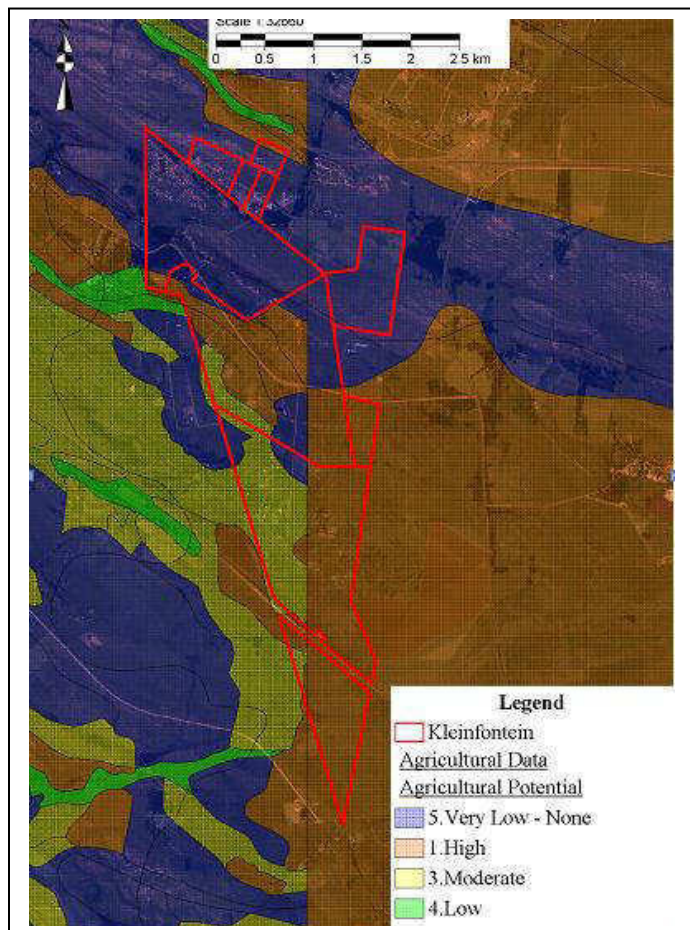 Scale 1:32660
0 0.5 1 1.5 2 2.5 km
Legend
Kleinfontein
Agricultural Data
Agricultural Potential
5.Very Low - None
1.High
3.Moderate
4.Low